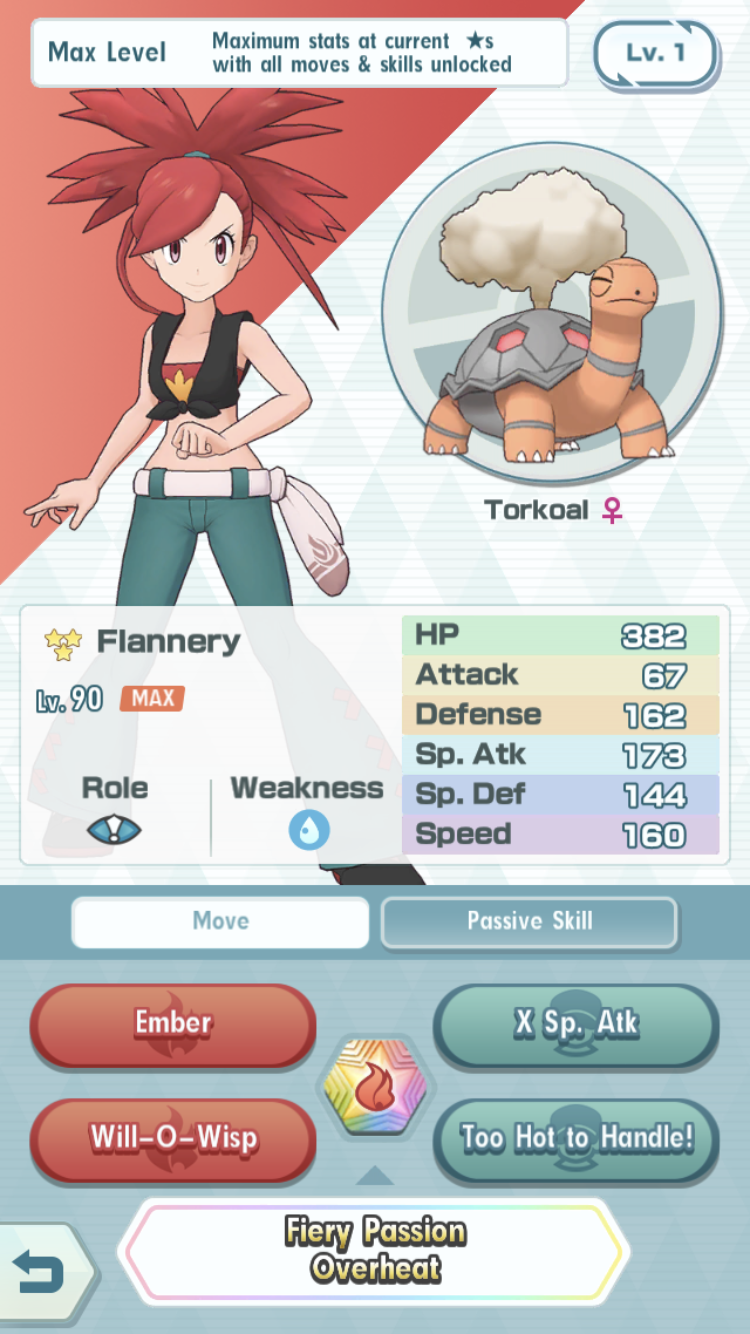 Max Level
Maximum stats at current ★s
with all moves & skills unlocked
Lv. 1
Torkoal ♀
Flannery
Lv. 90 MAX
Role
Weakness
HP 382
Attack 67
Defense 162
Sp. Atk 173
Sp. Def 144
Speed 160
Move
Passive Skill
Ember
X Sp. Atk
Will-O-Wisp
Too Hot to Handle!
Fiery Passion
Overheat